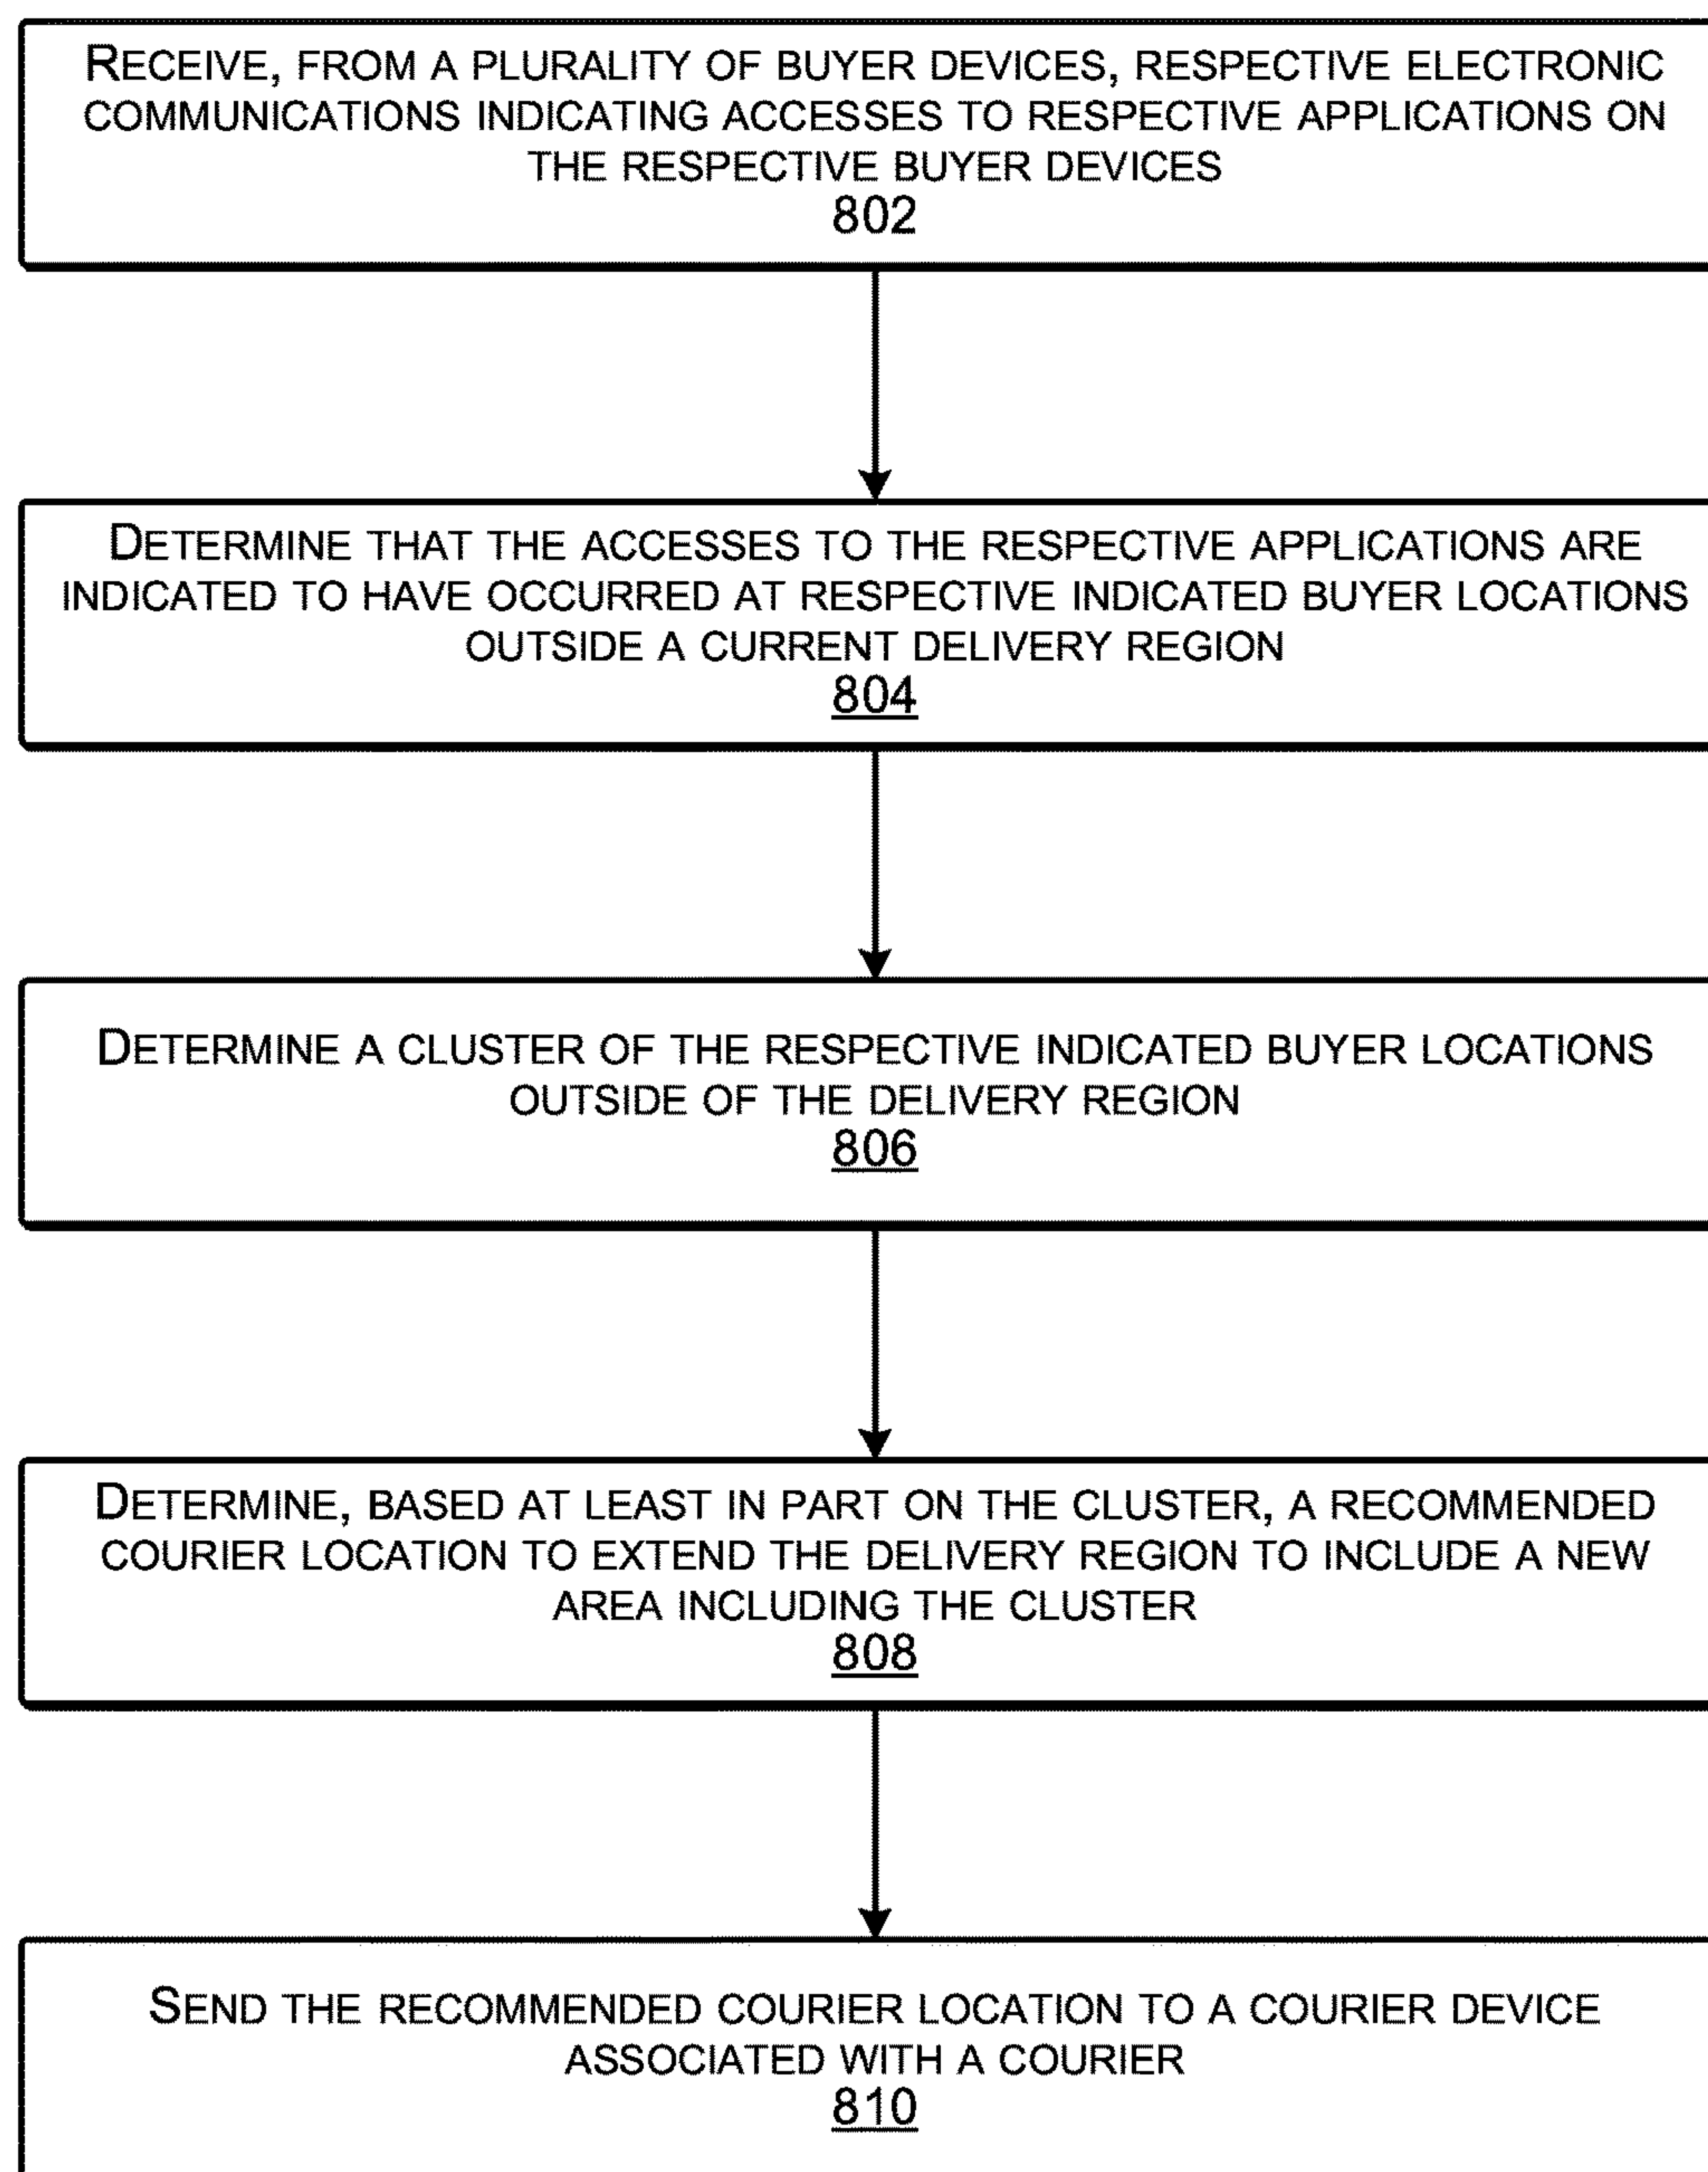 RECEIVE, FROM A PLURALITY OF BUYER DEVICES, RESPECTIVE ELECTRONIC
COMMUNICATIONS INDICATING ACCESSES TO RESPECTIVE APPLICATIONS ON
THE RESPECTIVE BUYER DEVICES
802
DETERMINE THAT THE ACCESSES TO THE RESPECTIVE APPLICATIONS ARE
INDICATED TO HAVE OCCURRED AT RESPECTIVE INDICATED BUYER LOCATIONS
OUTSIDE A CURRENT DELIVERY REGION
804
DETERMINE A CLUSTER OF THE RESPECTIVE INDICATED BUYER LOCATIONS
OUTSIDE OF THE DELIVERY REGION
806
DETERMINE, BASED AT LEAST IN PART ON THE CLUSTER, A RECOMMENDED
COURIER LOCATION TO EXTEND THE DELIVERY REGION TO INCLUDE A NEW
AREA INCLUDING THE CLUSTER
808
SEND THE RECOMMENDED COURIER LOCATION TO A COURIER DEVICE
ASSOCIATED WITH A COURIER
810